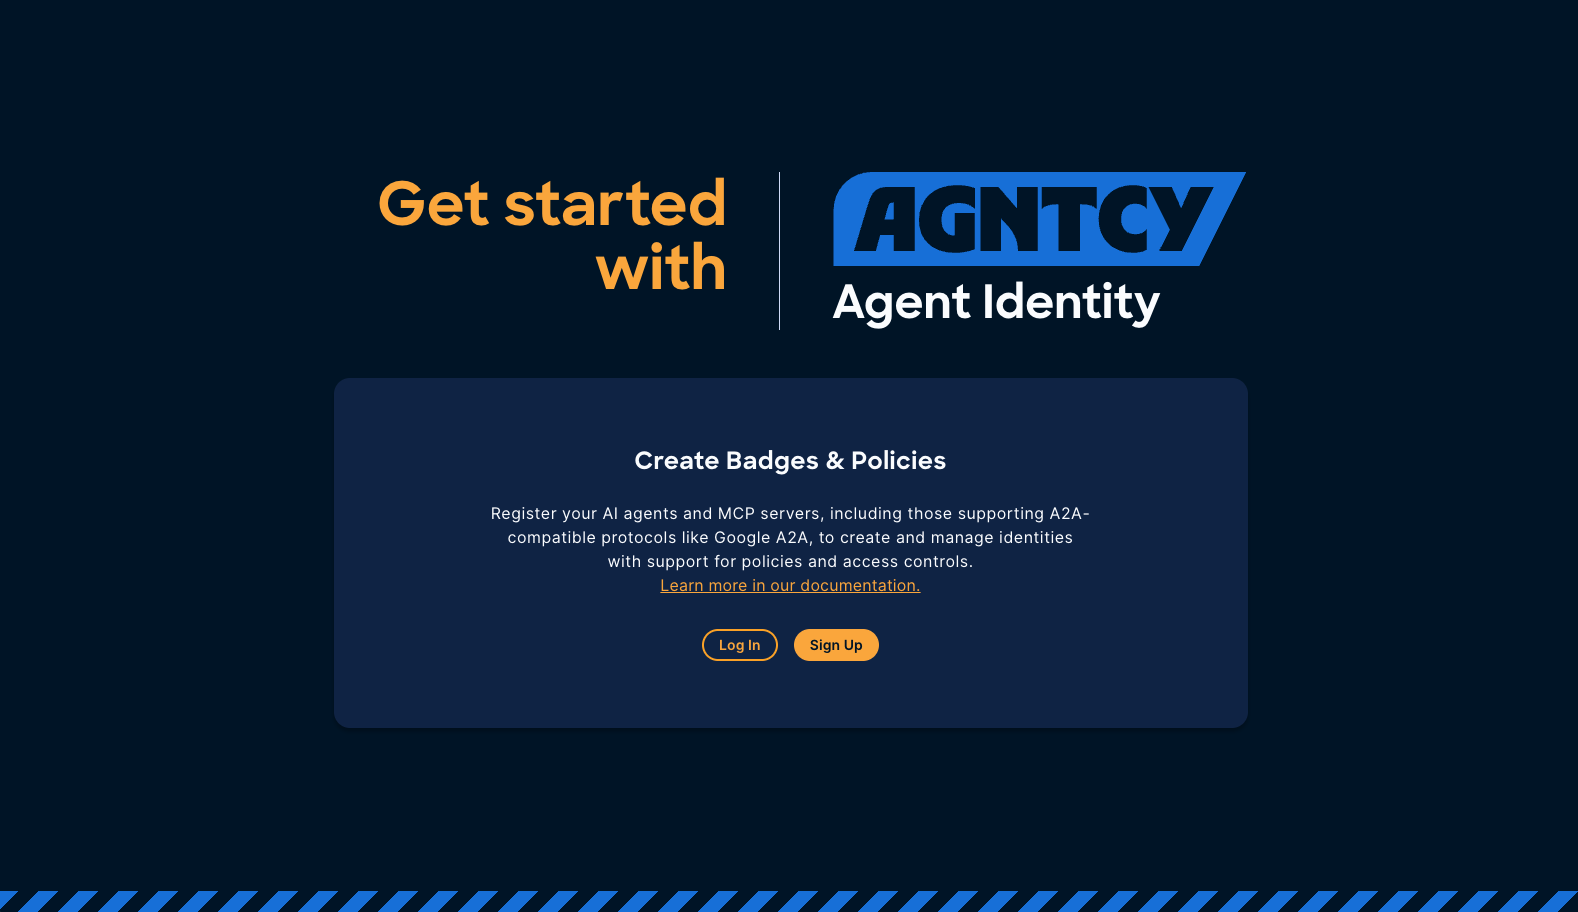 Get started
with
AGNTCY
Agent Identity
Create Badges & Policies
Register your AI agents and MCP servers, including those supporting A2A-
compatible protocols like Google A2A, to create and manage identities
with support for policies and access controls.
Learn more in our documentation.
Log In
Sign Up